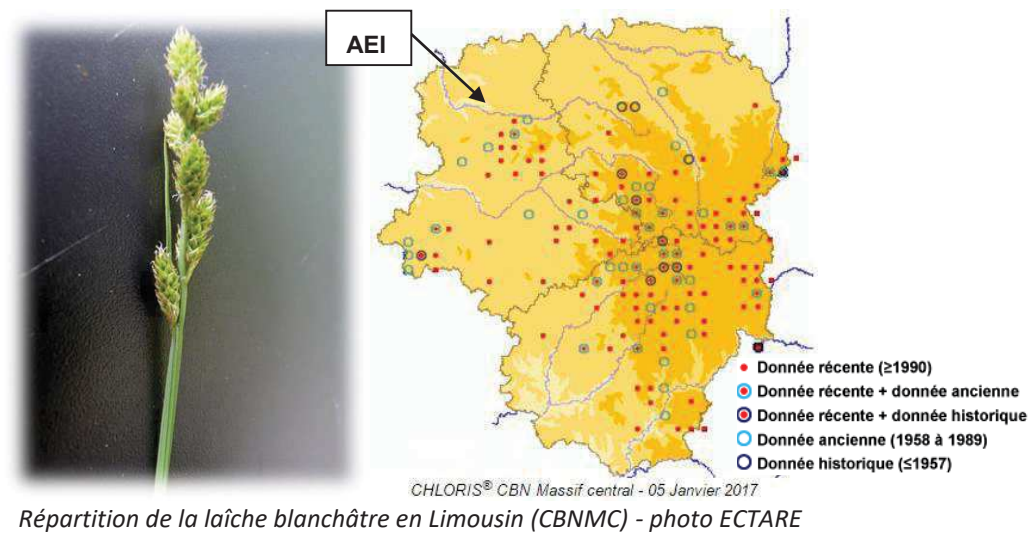 AEI
Donnée récente (≥1990)
Donnée récente + donnée ancienne
Donnée récente + donnée historique
Donnée ancienne (1958 à 1989)
Donnée historique (≤1957)
CHLORIS® CBN Massif central - 05 Janvier 2017
Répartition de la laîche blanchâtre en Limousin (CBNMC) - photo ECTARE